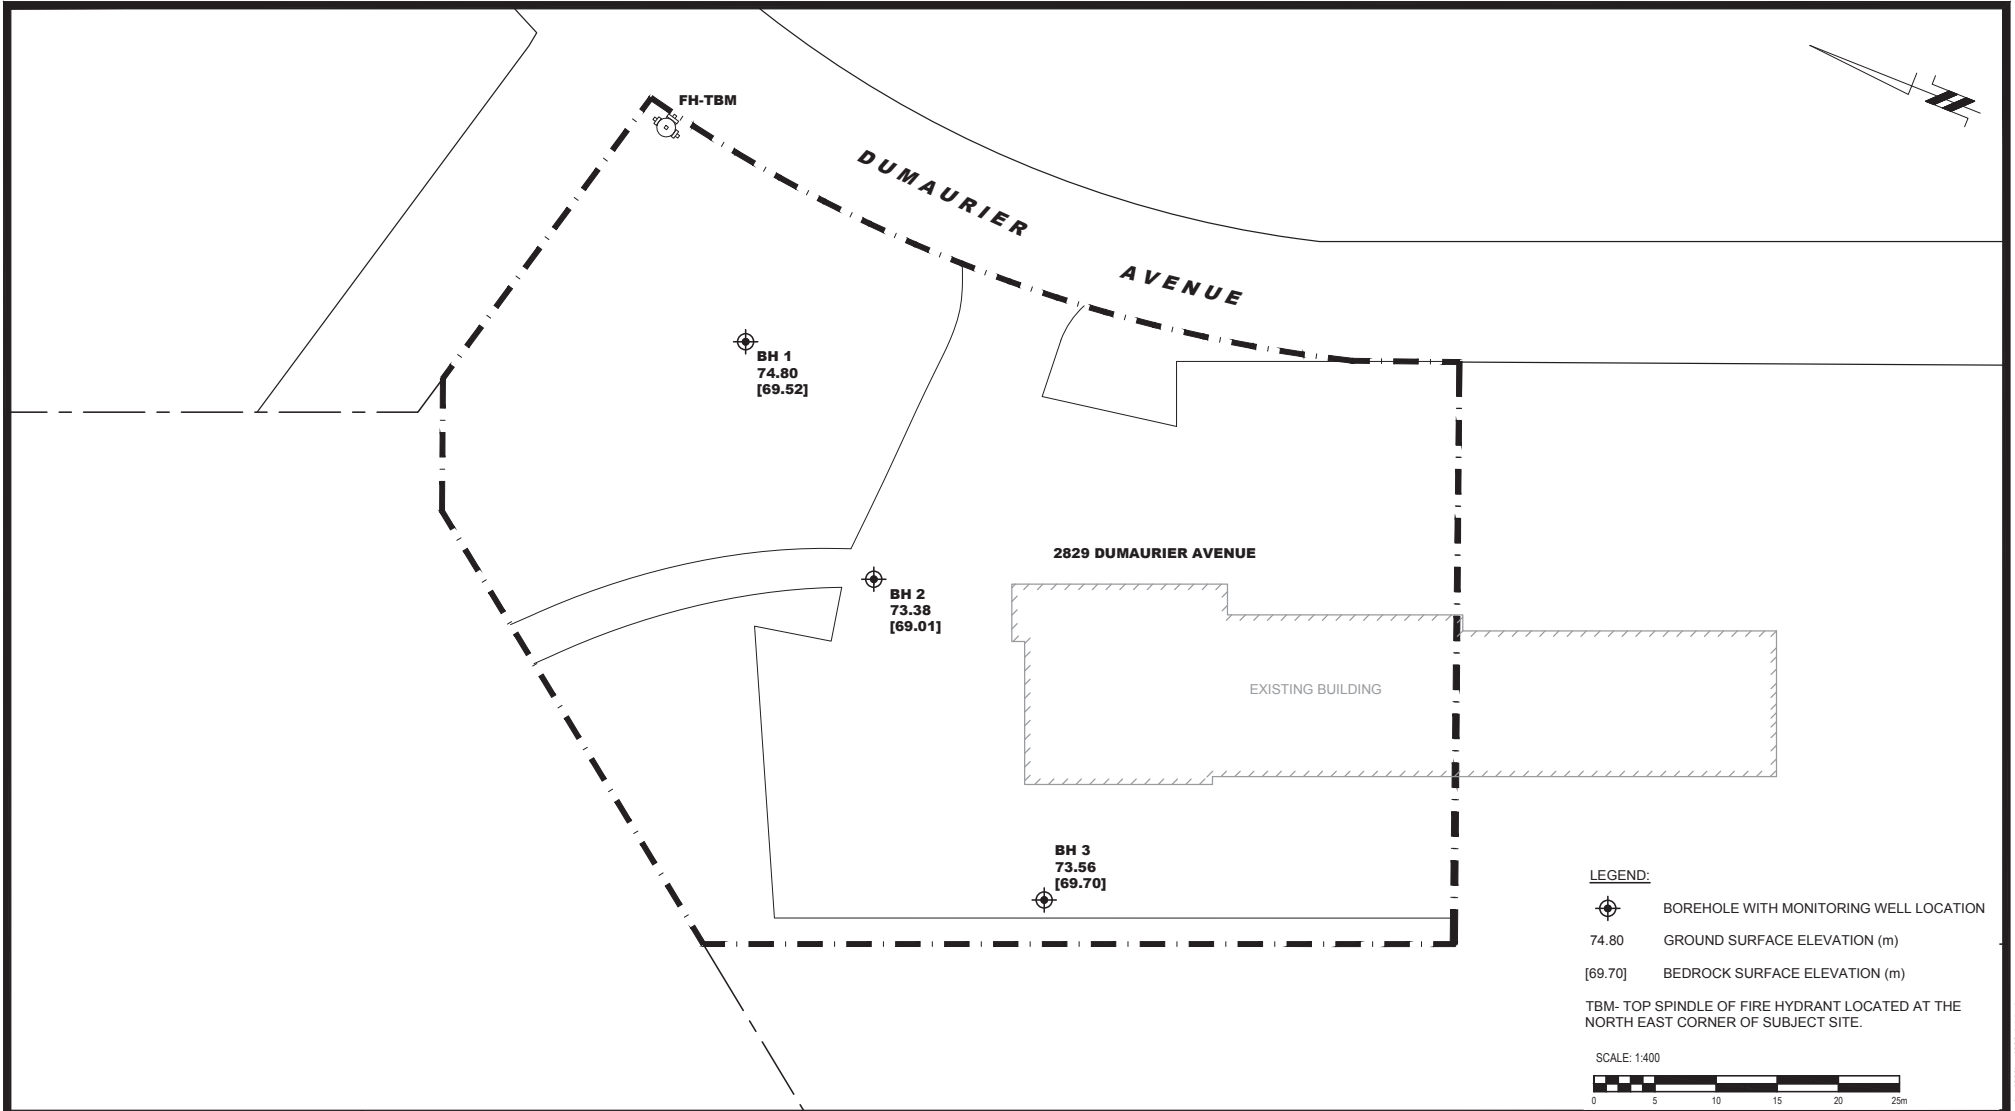 FH-TBM
DUMAURIER
AVENUE
BH 1
74.80
[69.52]
2829 DUMAURIER AVENUE
BH 2
73.38
[69.01]
EXISTING BUILDING
BH 3
73.56
[69.70]
LEGEND:
BOREHOLE WITH MONITORING WELL LOCATION
74.80 GROUND SURFACE ELEVATION (m)
[69.70] BEDROCK SURFACE ELEVATION (m)
TBM- TOP SPINDLE OF FIRE HYDRANT LOCATED AT THE
NORTH EAST CORNER OF SUBJECT SITE.
SCALE: 1:400
0 5 10 15 20 25m